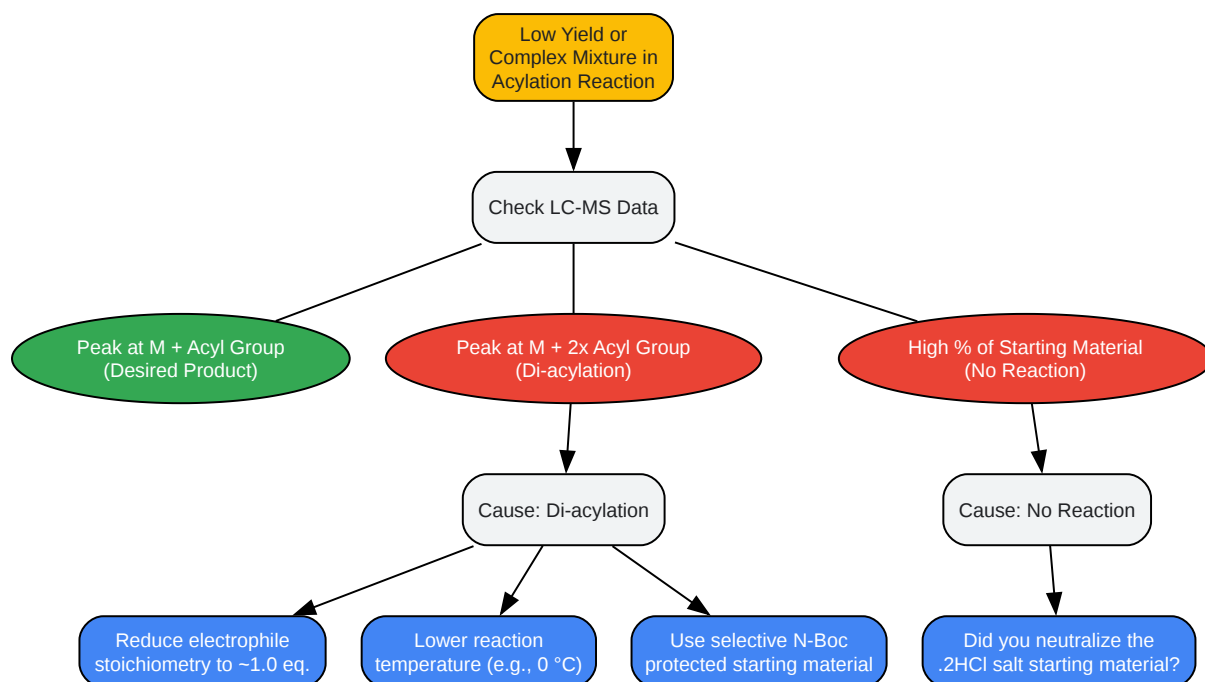 Low Yield or
Complex Mixture in
Acylation Reaction
Check LC-MS Data
Peak at M + Acyl Group
(Desired Product)
Peak at M + 2x Acyl Group
(Di-acylation)
High % of Starting Material
(No Reaction)
Cause: Di-acylation
Cause: No Reaction
Reduce electrophile
stoichiometry to ~1.0 eq.
Lower reaction
temperature (e.g., 0 °C)
Use selective N-Boc
protected starting material
Did you neutralize the
.2HCl salt starting material?